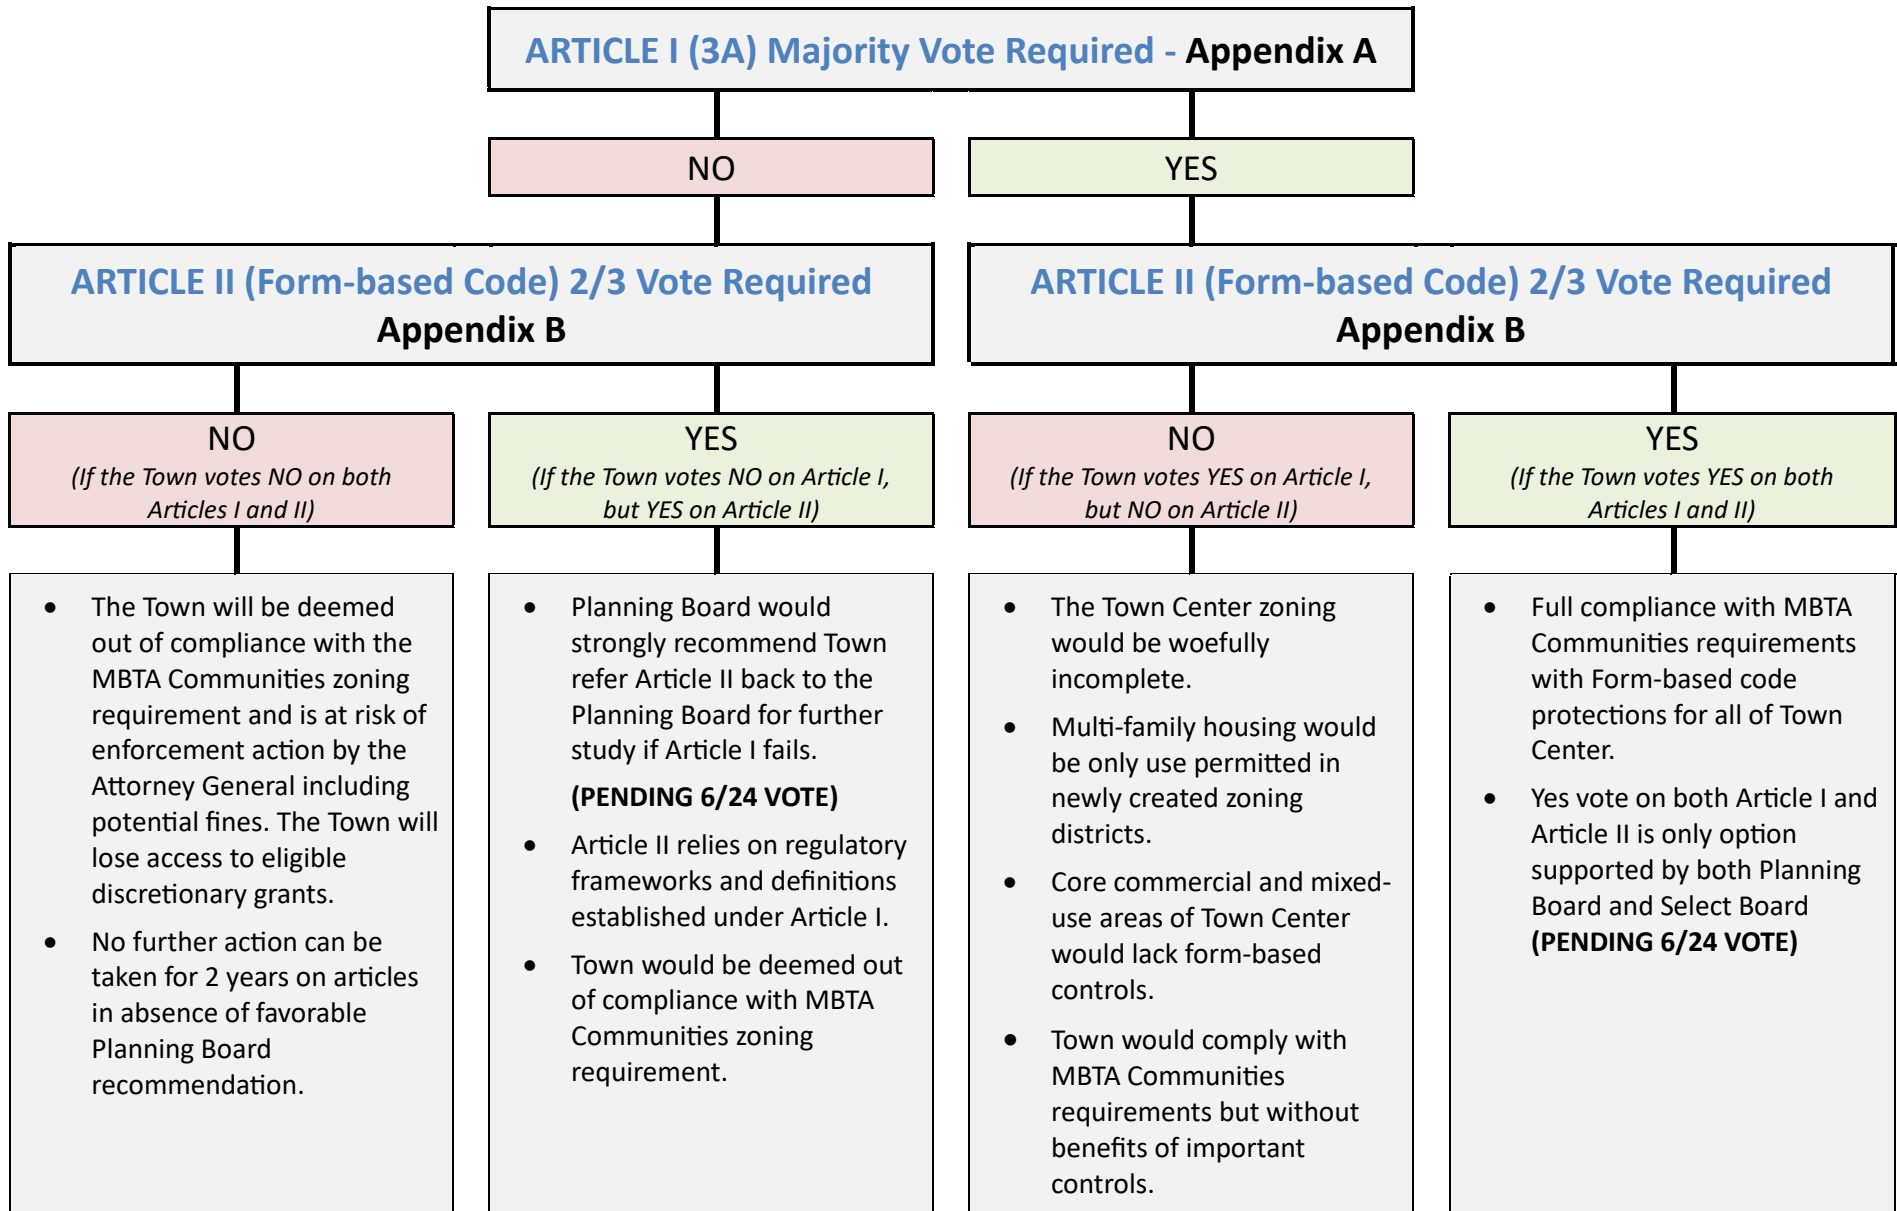 ARTICLE I (3A) Majority Vote Required - Appendix A
NO
YES
ARTICLE II (Form-based Code) 2/3 Vote Required
Appendix B
ARTICLE II (Form-based Code) 2/3 Vote Required
Appendix B
NO
(If the Town votes NO on both
Articles I and II)
YES
(If the Town votes NO on Article I,
but YES on Article II)
NO
(If the Town votes YES on Article I,
but NO on Article II)
YES
(If the Town votes YES on both
Articles I and II)
• The Town will be deemed
out of compliance with the
MBTA Communities zoning
requirement and is at risk of
enforcement action by the
Attorney General including
potential fines. The Town will
lose access to eligible
discretionary grants.
• No further action can be
taken for 2 years on articles
in absence of favorable
Planning Board
recommendation.
• Planning Board would
strongly recommend Town
refer Article II back to the
Planning Board for further
study if Article I fails.
(PENDING 6/24 VOTE)
• Article II relies on regulatory
frameworks and definitions
established under Article I.
• Town would be deemed out
of compliance with MBTA
Communities zoning
requirement.
• The Town Center zoning
would be woefully
incomplete.
• Multi-family housing would
be only use permitted in
newly created zoning
districts.
• Core commercial and mixed-
use areas of Town Center
would lack form-based
controls.
• Town would comply with
MBTA Communities
requirements but without
benefits of important
controls.
• Full compliance with MBTA
Communities requirements
with Form-based code
protections for all of Town
Center.
• Yes vote on both Article I and
Article II is only option
supported by both Planning
Board and Select Board
(PENDING 6/24 VOTE)